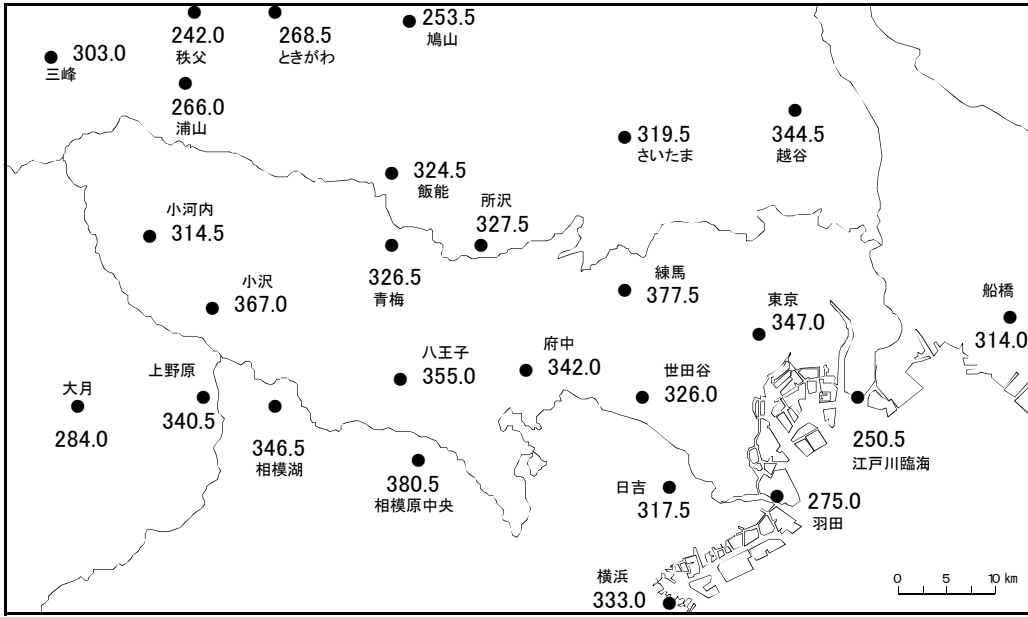 242.0
秩父
268.5
ときがわ
253.5
鳩山
303.0
三峰
266.0
浦山
319.5
さいたま
344.5
越谷
324.5
飯能
所沢
327.5
小河内
314.5
326.5
青梅
小沢
367.0
練馬
377.5
東京
347.0
船橋
314.0
八王子
355.0
府中
342.0
世田谷
326.0
大月
284.0
上野原
340.5
346.5
相模湖
250.5
江戸川臨海
380.5
相模原中央
日吉
317.5
275.0
羽田
横浜
333.0
0 5 10 km